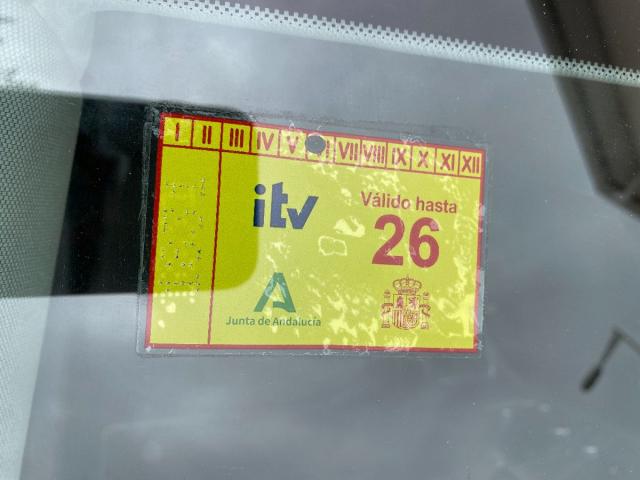 I II III IV V VII VIII IX X XI XII
itv
Válido hasta
26
Junta de Andalucía